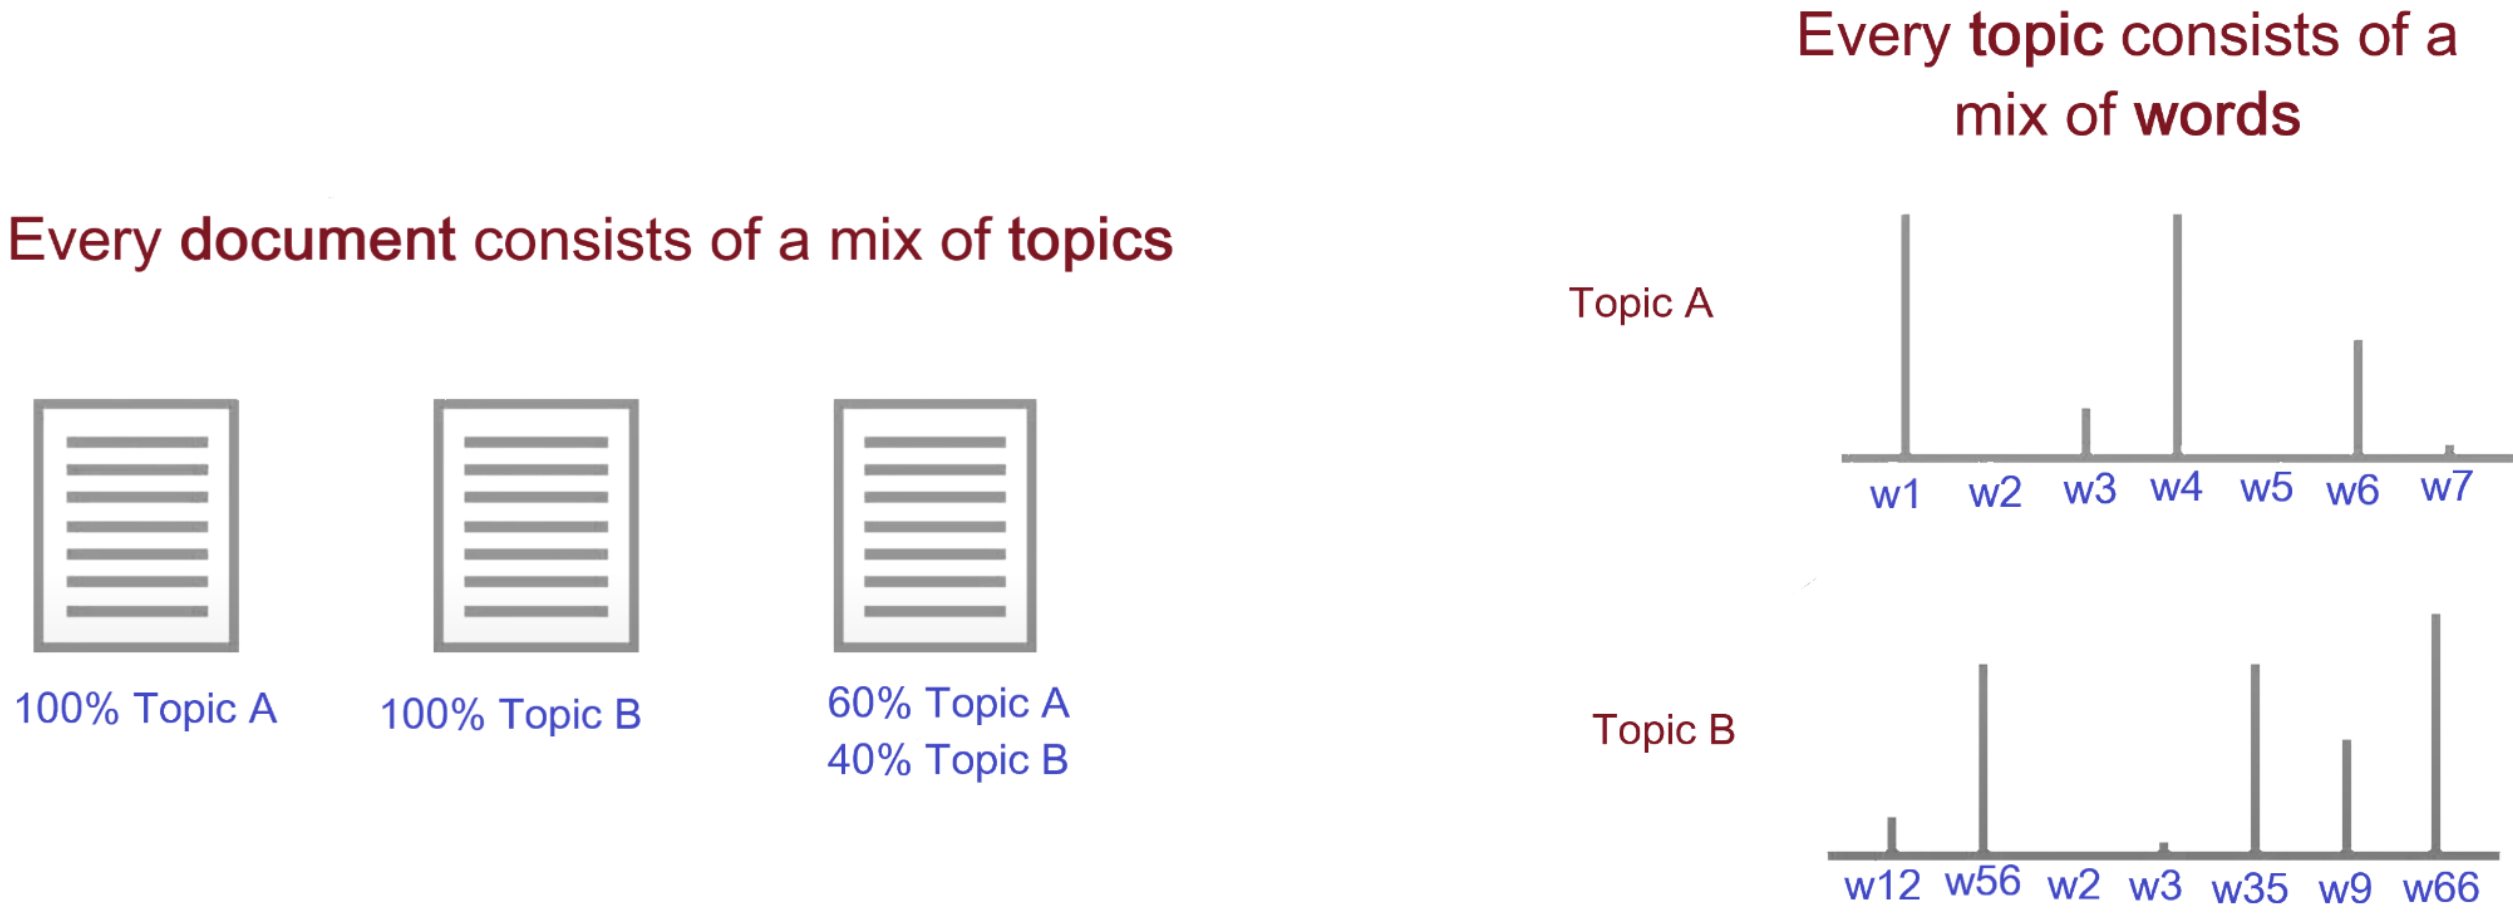 Every document consists of a mix of topics
100% Topic A
100% Topic B
60% Topic A
40% Topic B
Every topic consists of a
mix of words
Topic A
w1 w2 w3 w4 w5 w6 w7
Topic B
w12 w56 w2 w3 w35 w9 w66